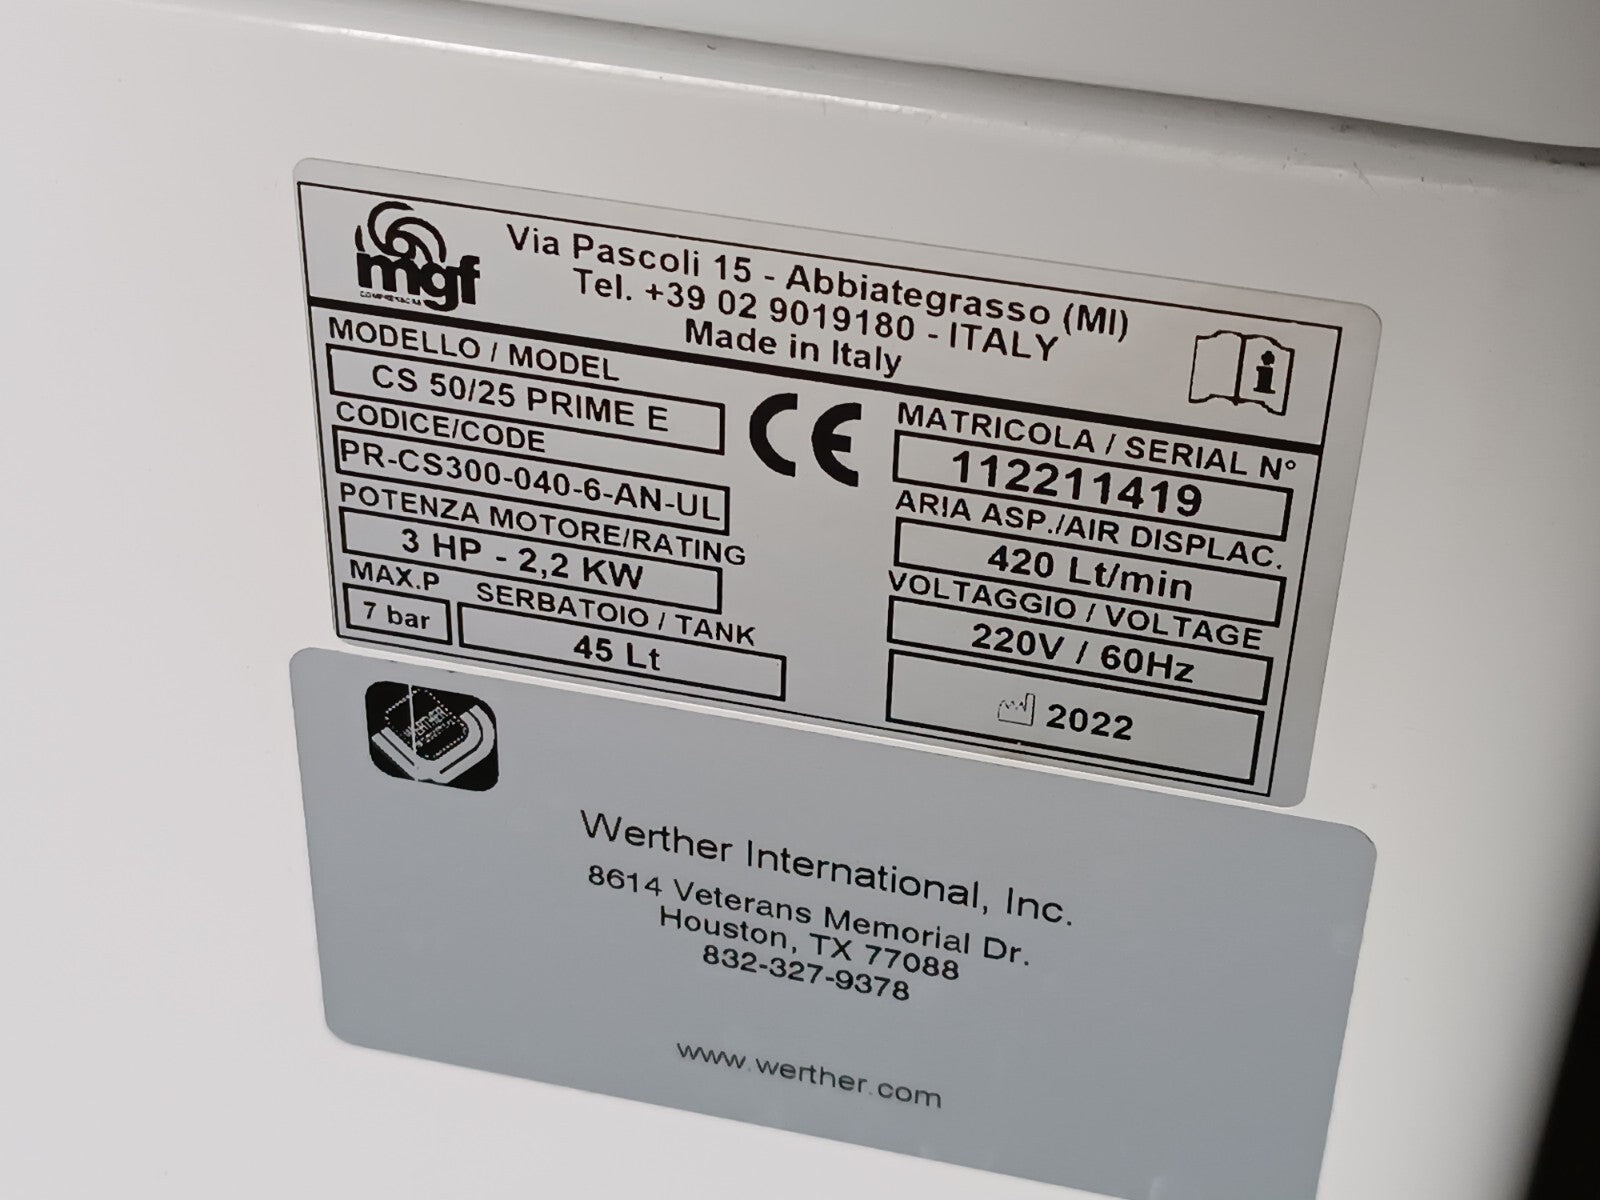 mgf
Via Pascoli 15 - Abbiategrasso (MI)
Tel. +39 02 9019180 - ITALY
Made in Italy
MODELLO / MODEL
CS 50/25 PRIME E
CODICE/CODE
PR-CS300-040-6-AN-UL
POTENZA MOTORE/RATING
3 HP - 2,2 KW
MAX.P
7 bar
SERBATOIO / TANK
45 Lt
CE
MATRICOLA / SERIAL N°
112211419
ARIA ASP./AIR DISPLAC.
420 Lt/min
VOLTAGGIO / VOLTAGE
220V / 60Hz
2022
WERTHER
Werther International, Inc.
8614 Veterans Memorial Dr.
Houston, TX 77088
832-327-9378
www.werther.com